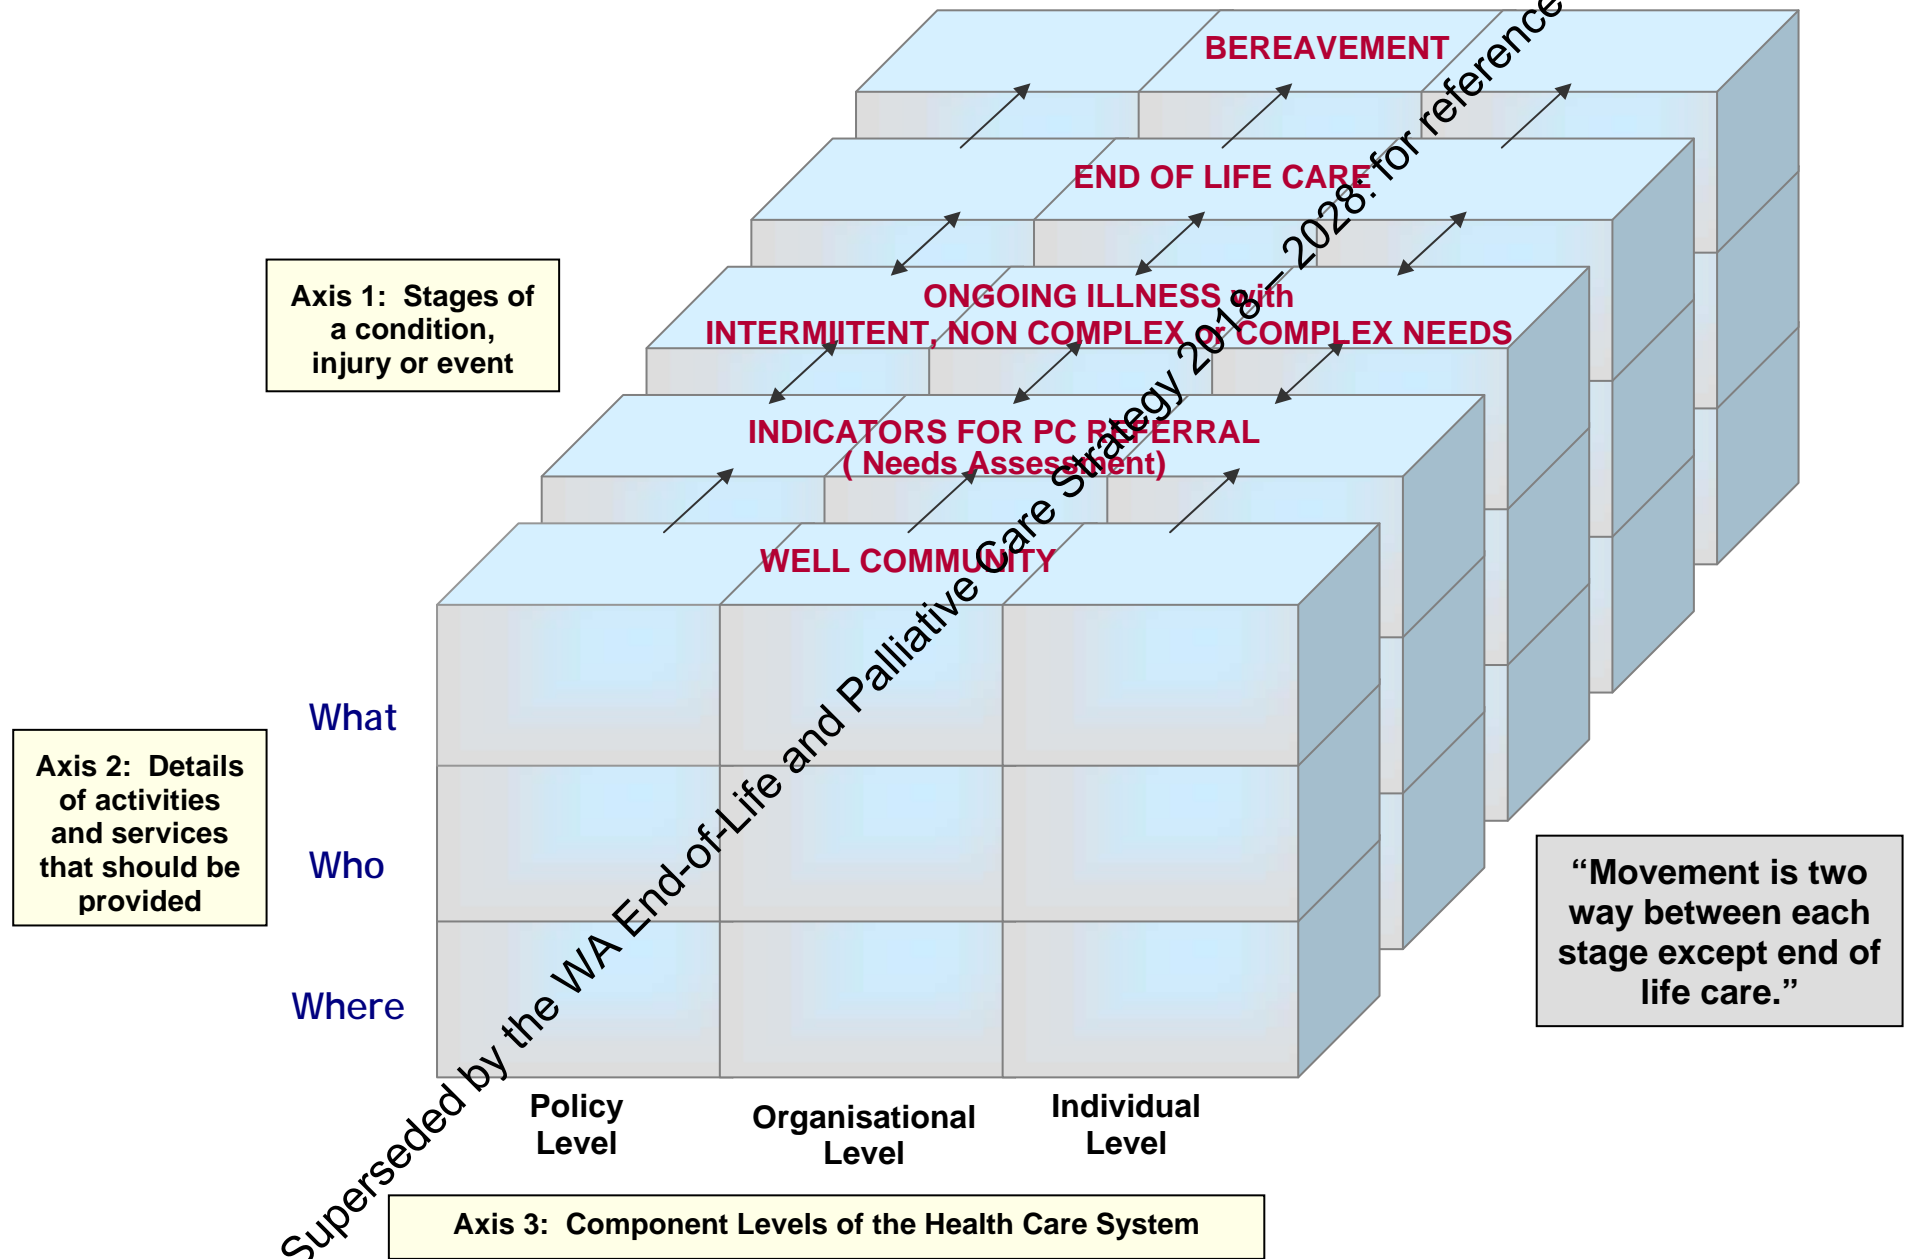 BEREAVEMENT
END OF LIFE CARE
ONGOING ILLNESS with
INTERMIITENT, NON COMPLEX or COMPLEX NEEDS
INDICATORS FOR PC REFERRAL
( Needs Assessment)
WELL COMMUNITY
Axis 1: Stages of
a condition,
injury or event
What
Who
Where
Axis 2: Details
of activities
and services
that should be
provided
“Movement is two
way between each
stage except end of
life care.”
Policy
Level
Organisational
Level
Individual
Level
Axis 3: Component Levels of the Health Care System
Superseded by the WA End-of-Life and Palliative Care Strategy 2018 – 2028: for reference